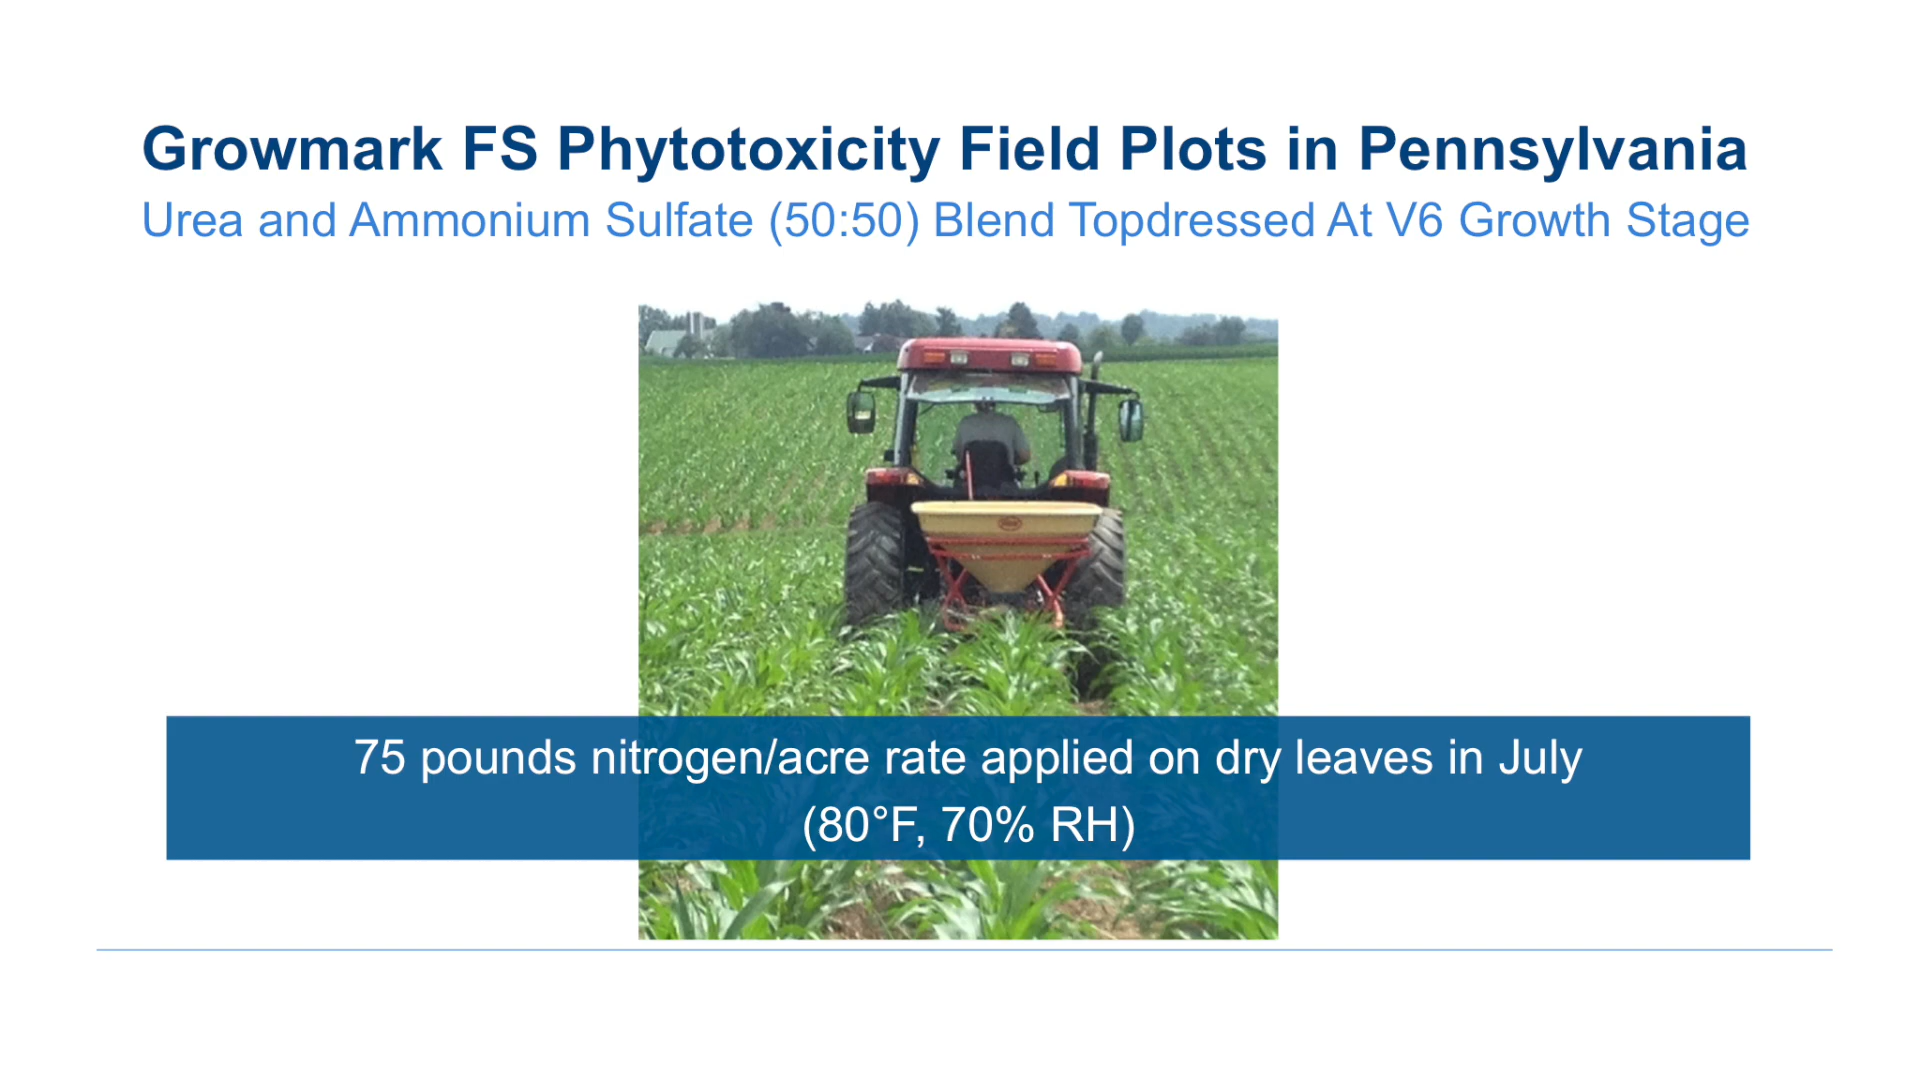 Growmark FS Phytotoxicity Field Plots in Pennsylvania
Urea and Ammonium Sulfate (50:50) Blend Topdressed At V6 Growth Stage
75 pounds nitrogen/acre rate applied on dry leaves in July
(80°F, 70% RH)